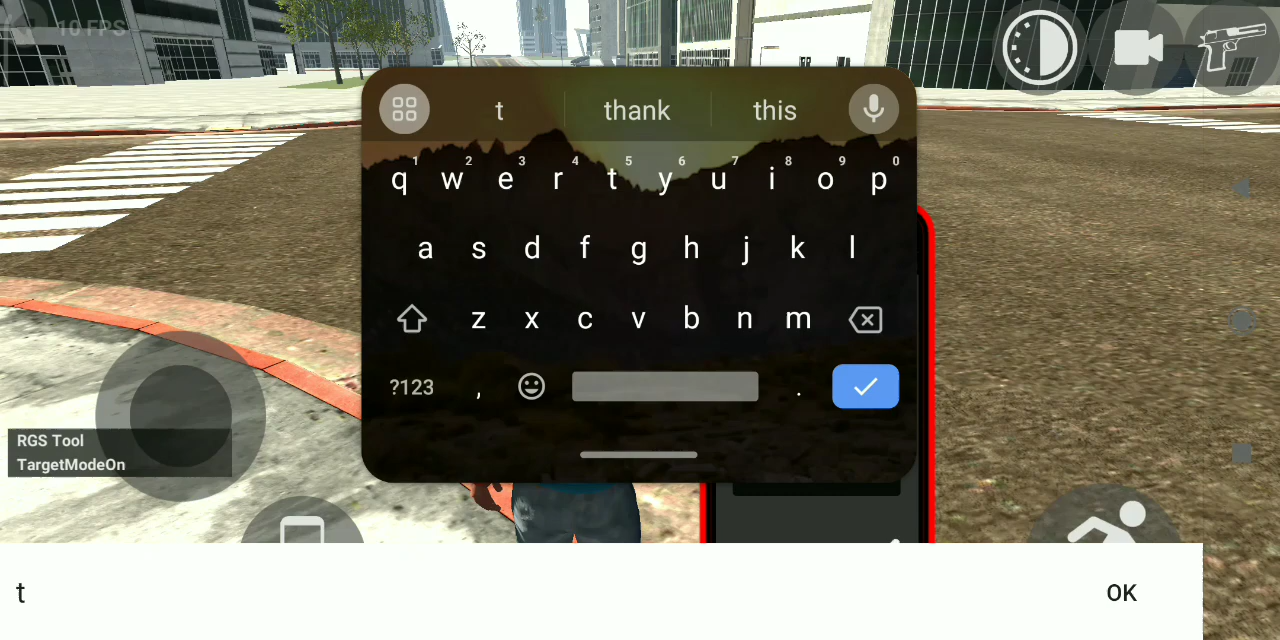 10 FPS
t thank this
1 2 3 4 5 6 7 8 9 0
q w e r t y u i o p
a s d f g h j k l
z x c v b n m
?123 , .
RGS Tool
TargetModeOn
t OK